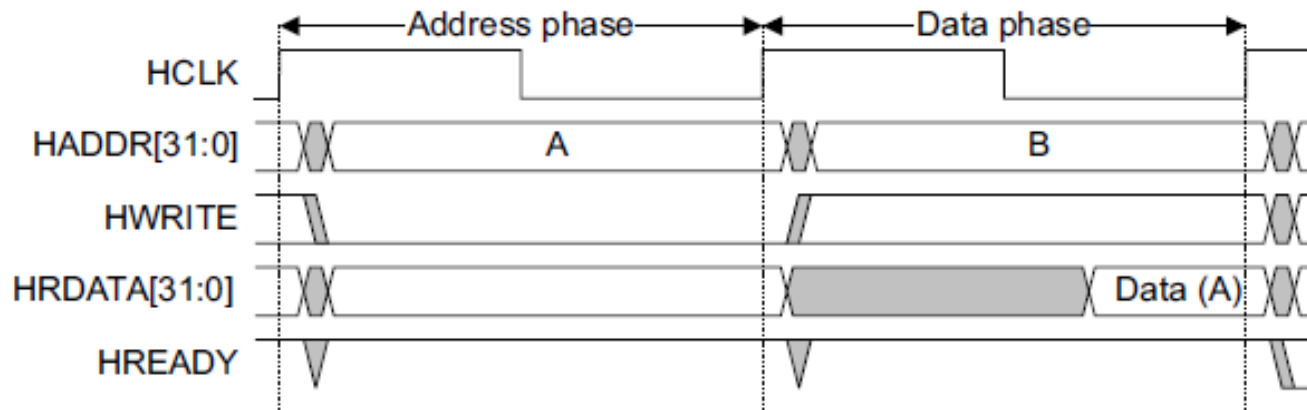 Address phase Data phase
HCLK
HADDR[31:0] A B
HWRITE
HRDATA[31:0] Data (A)
HREADY